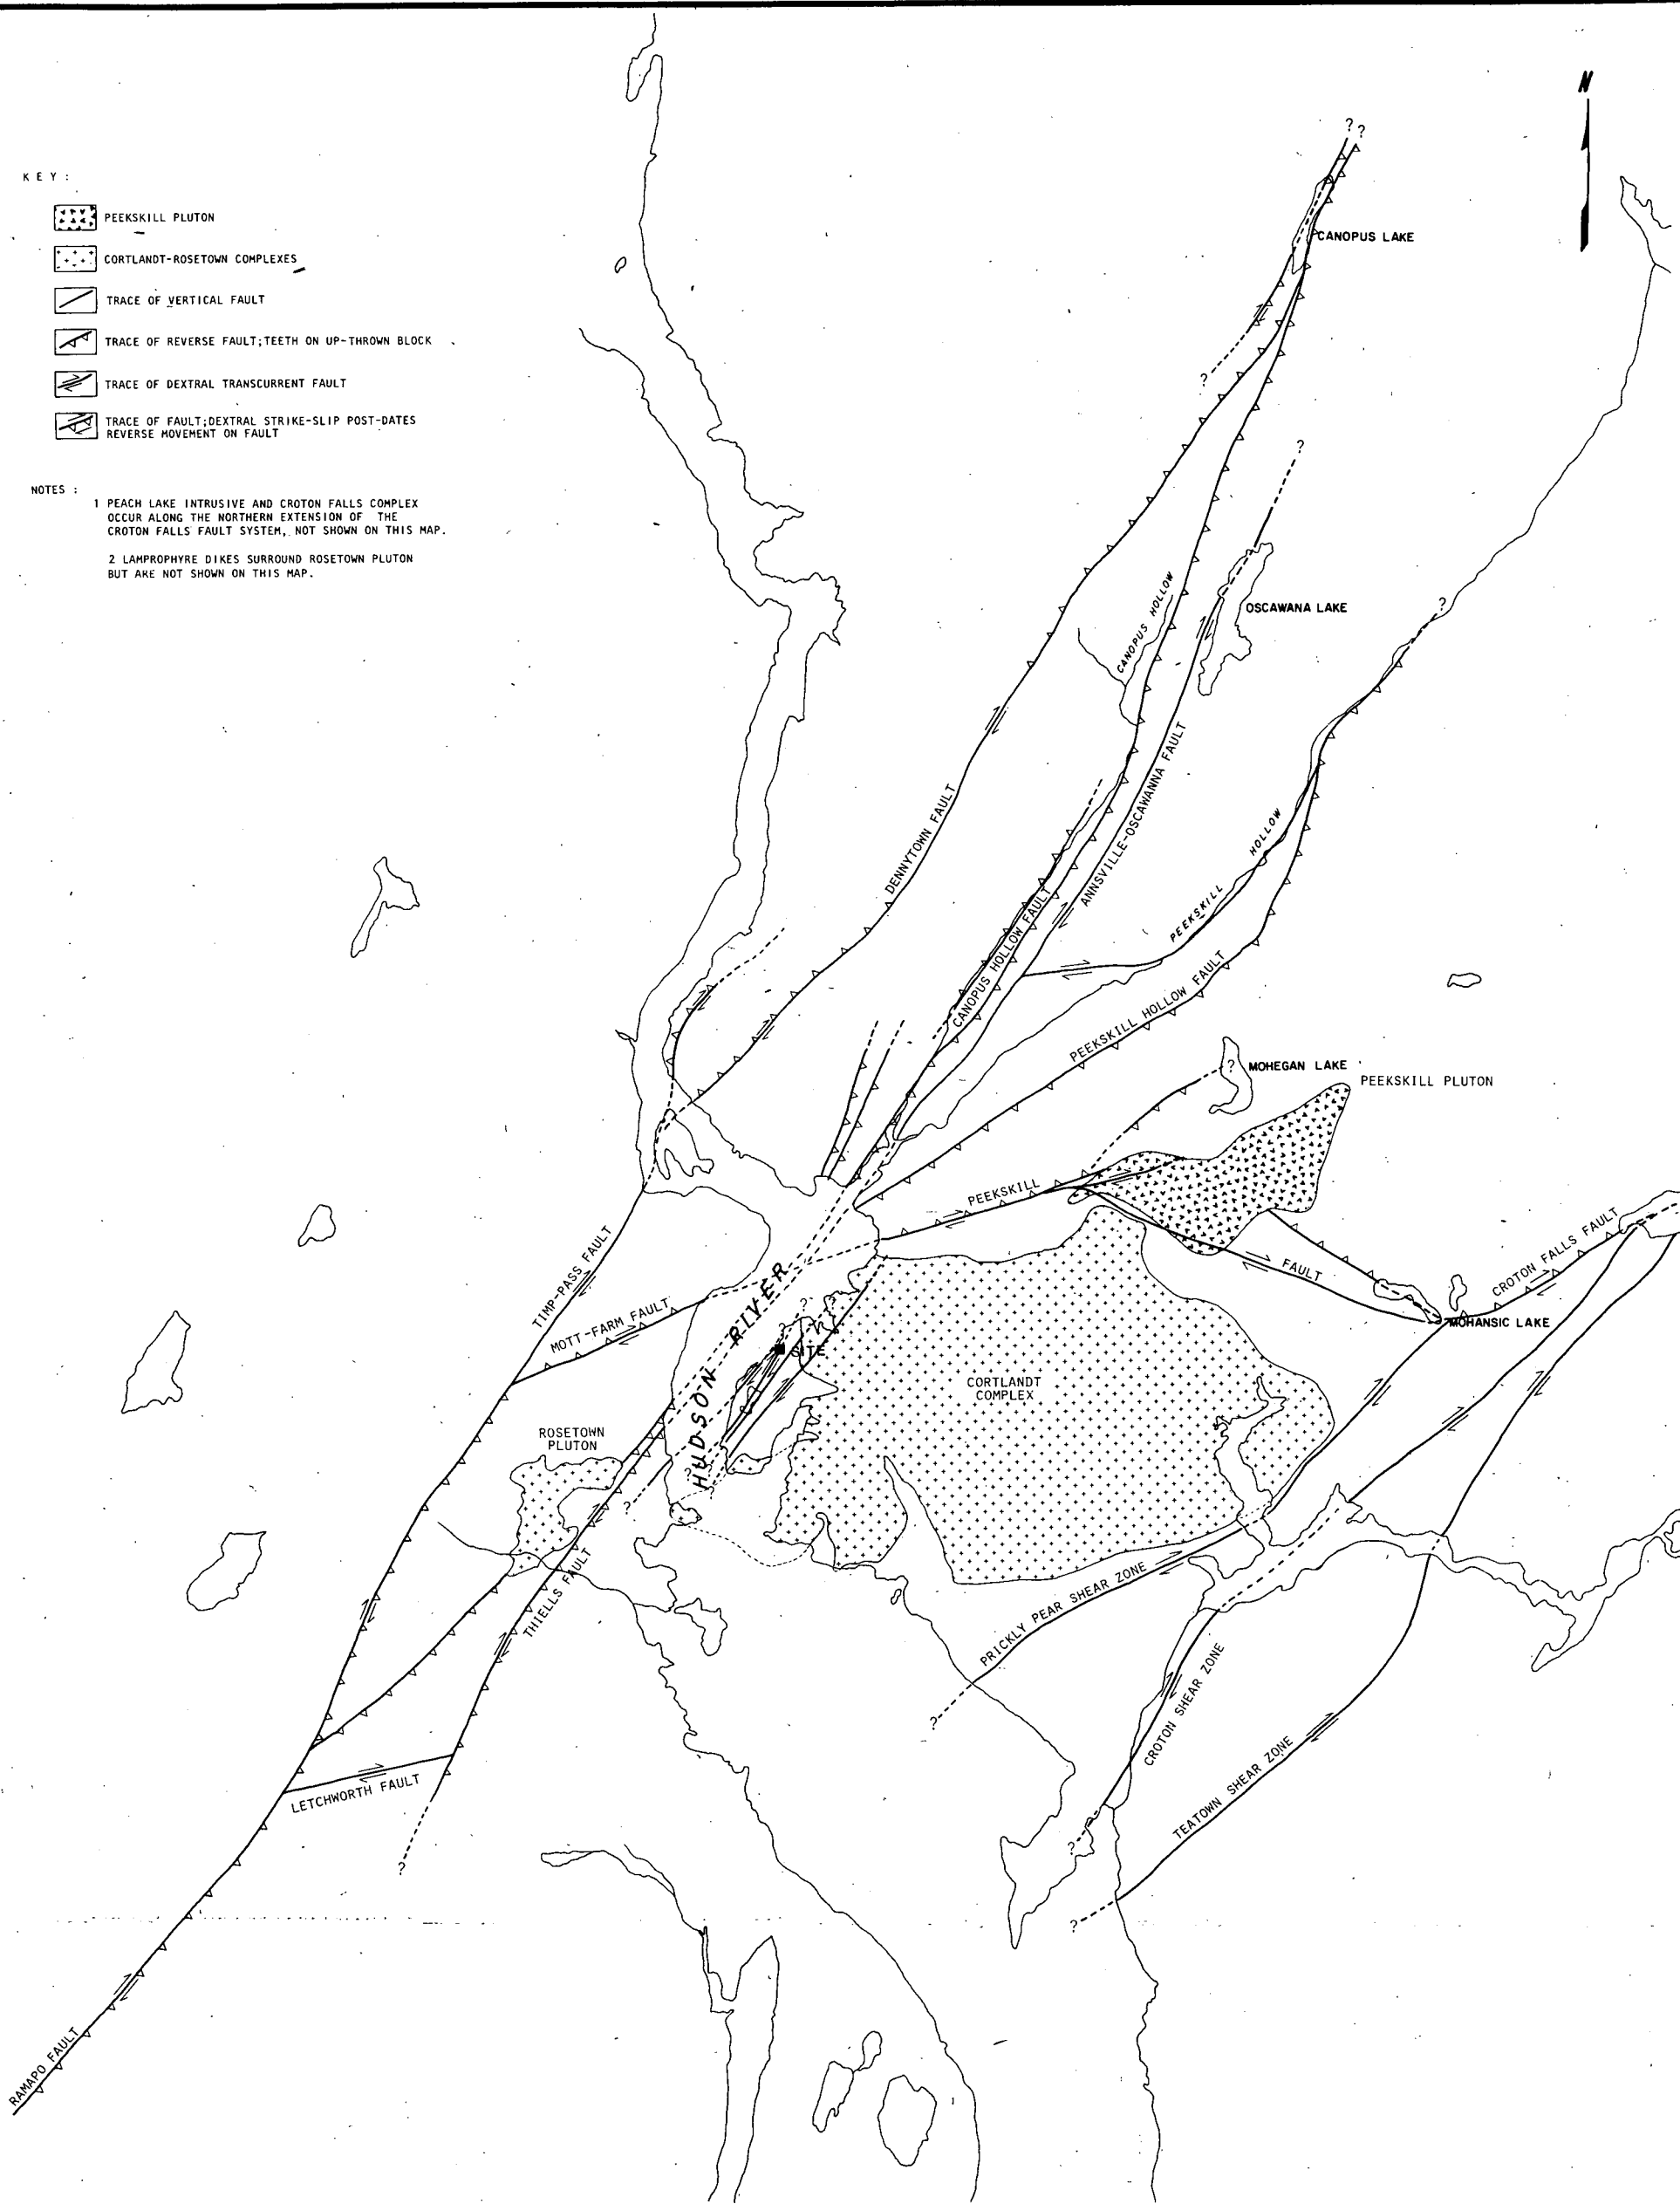 N
K E Y :
PEEKSKILL PLUTON
CORTLANDT-ROSETOWN COMPLEXES
TRACE OF VERTICAL FAULT
TRACE OF REVERSE FAULT;TEETH ON UP-THROWN BLOCK
TRACE OF DEXTRAL TRANSCURRENT FAULT
TRACE OF FAULT;DEXTRAL STRIKE-SLIP POST-DATES
REVERSE MOVEMENT ON FAULT
NOTES :
1 PEACH LAKE INTRUSIVE AND CROTON FALLS COMPLEX
OCCUR ALONG THE NORTHERN EXTENSION OF THE
CROTON FALLS FAULT SYSTEM, NOT SHOWN ON THIS MAP.
2 LAMPROPHYRE DIKES SURROUND ROSETOWN PLUTON
BUT ARE NOT SHOWN ON THIS MAP.
? ?
CANOPUS LAKE
?
?
CANOPUS HOLLOW
OSCAWANA LAKE
?
ANNSVILLE-OSCAWANNA FAULT
DENNYTOWN FAULT
PEEKSKILL HOLLOW
CANOPUS HOLLOW FAULT
PEEKSKILL HOLLOW FAULT
?
MOHEGAN LAKE
PEEKSKILL PLUTON
PEEKSKILL FAULT
CROTON FALLS FAULT
TIMP-PASS FAULT
MOTT-FARM FAULT
HUDSON RIVER
?
?
?
SITE
MOHANSIC LAKE
CORTLANDT
COMPLEX
ROSETOWN
PLUTON
?
?
?
THIELLS FAULT
PRICKLY PEAR SHEAR ZONE
?
CROTON SHEAR ZONE
TEATOWN SHEAR ZONE
LETCHWORTH FAULT
?
?
?
RAMAPO FAULT